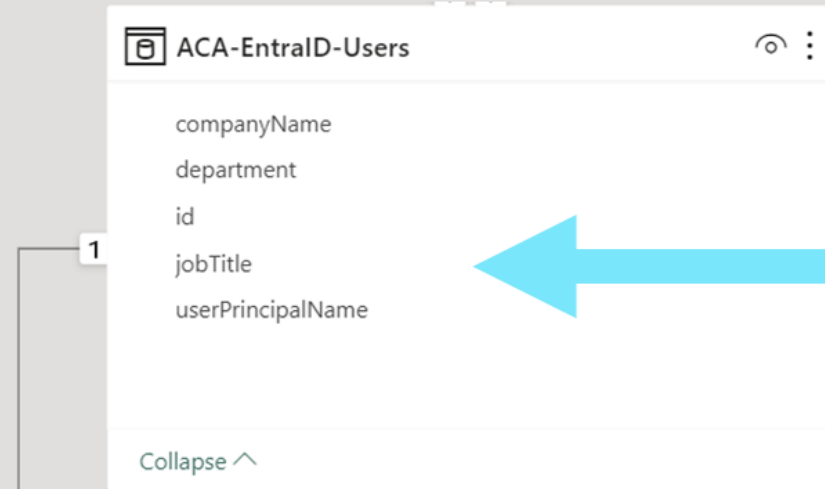 ACA-EntraID-Users
companyName
department
id
1
jobTitle
userPrincipalName
Collapse